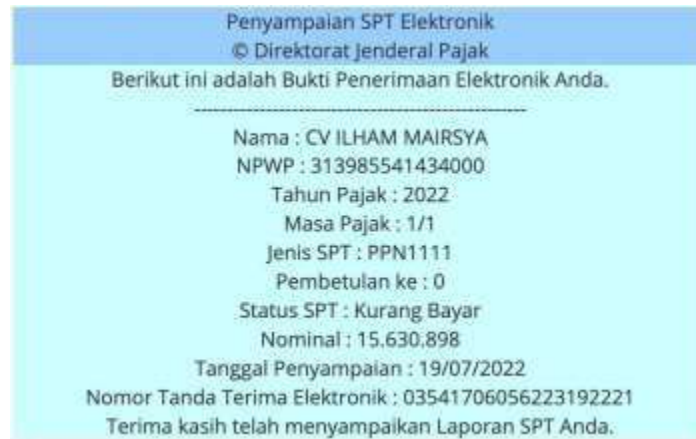 Penyampaian SPT Elektronik
© Direktorat Jenderal Pajak
Berikut ini adalah Bukti Penerimaan Elektronik Anda.
--------------------------------------------------
Nama : CV ILHAM MAIRSYA
NPWP : 313985541434000
Tahun Pajak : 2022
Masa Pajak : 1/1
Jenis SPT : PPN1111
Pembetulan ke : 0
Status SPT : Kurang Bayar
Nominal : 15.630.898
Tanggal Penyampaian : 19/07/2022
Nomor Tanda Terima Elektronik : 03541706056223192221
Terima kasih telah menyampaikan Laporan SPT Anda.